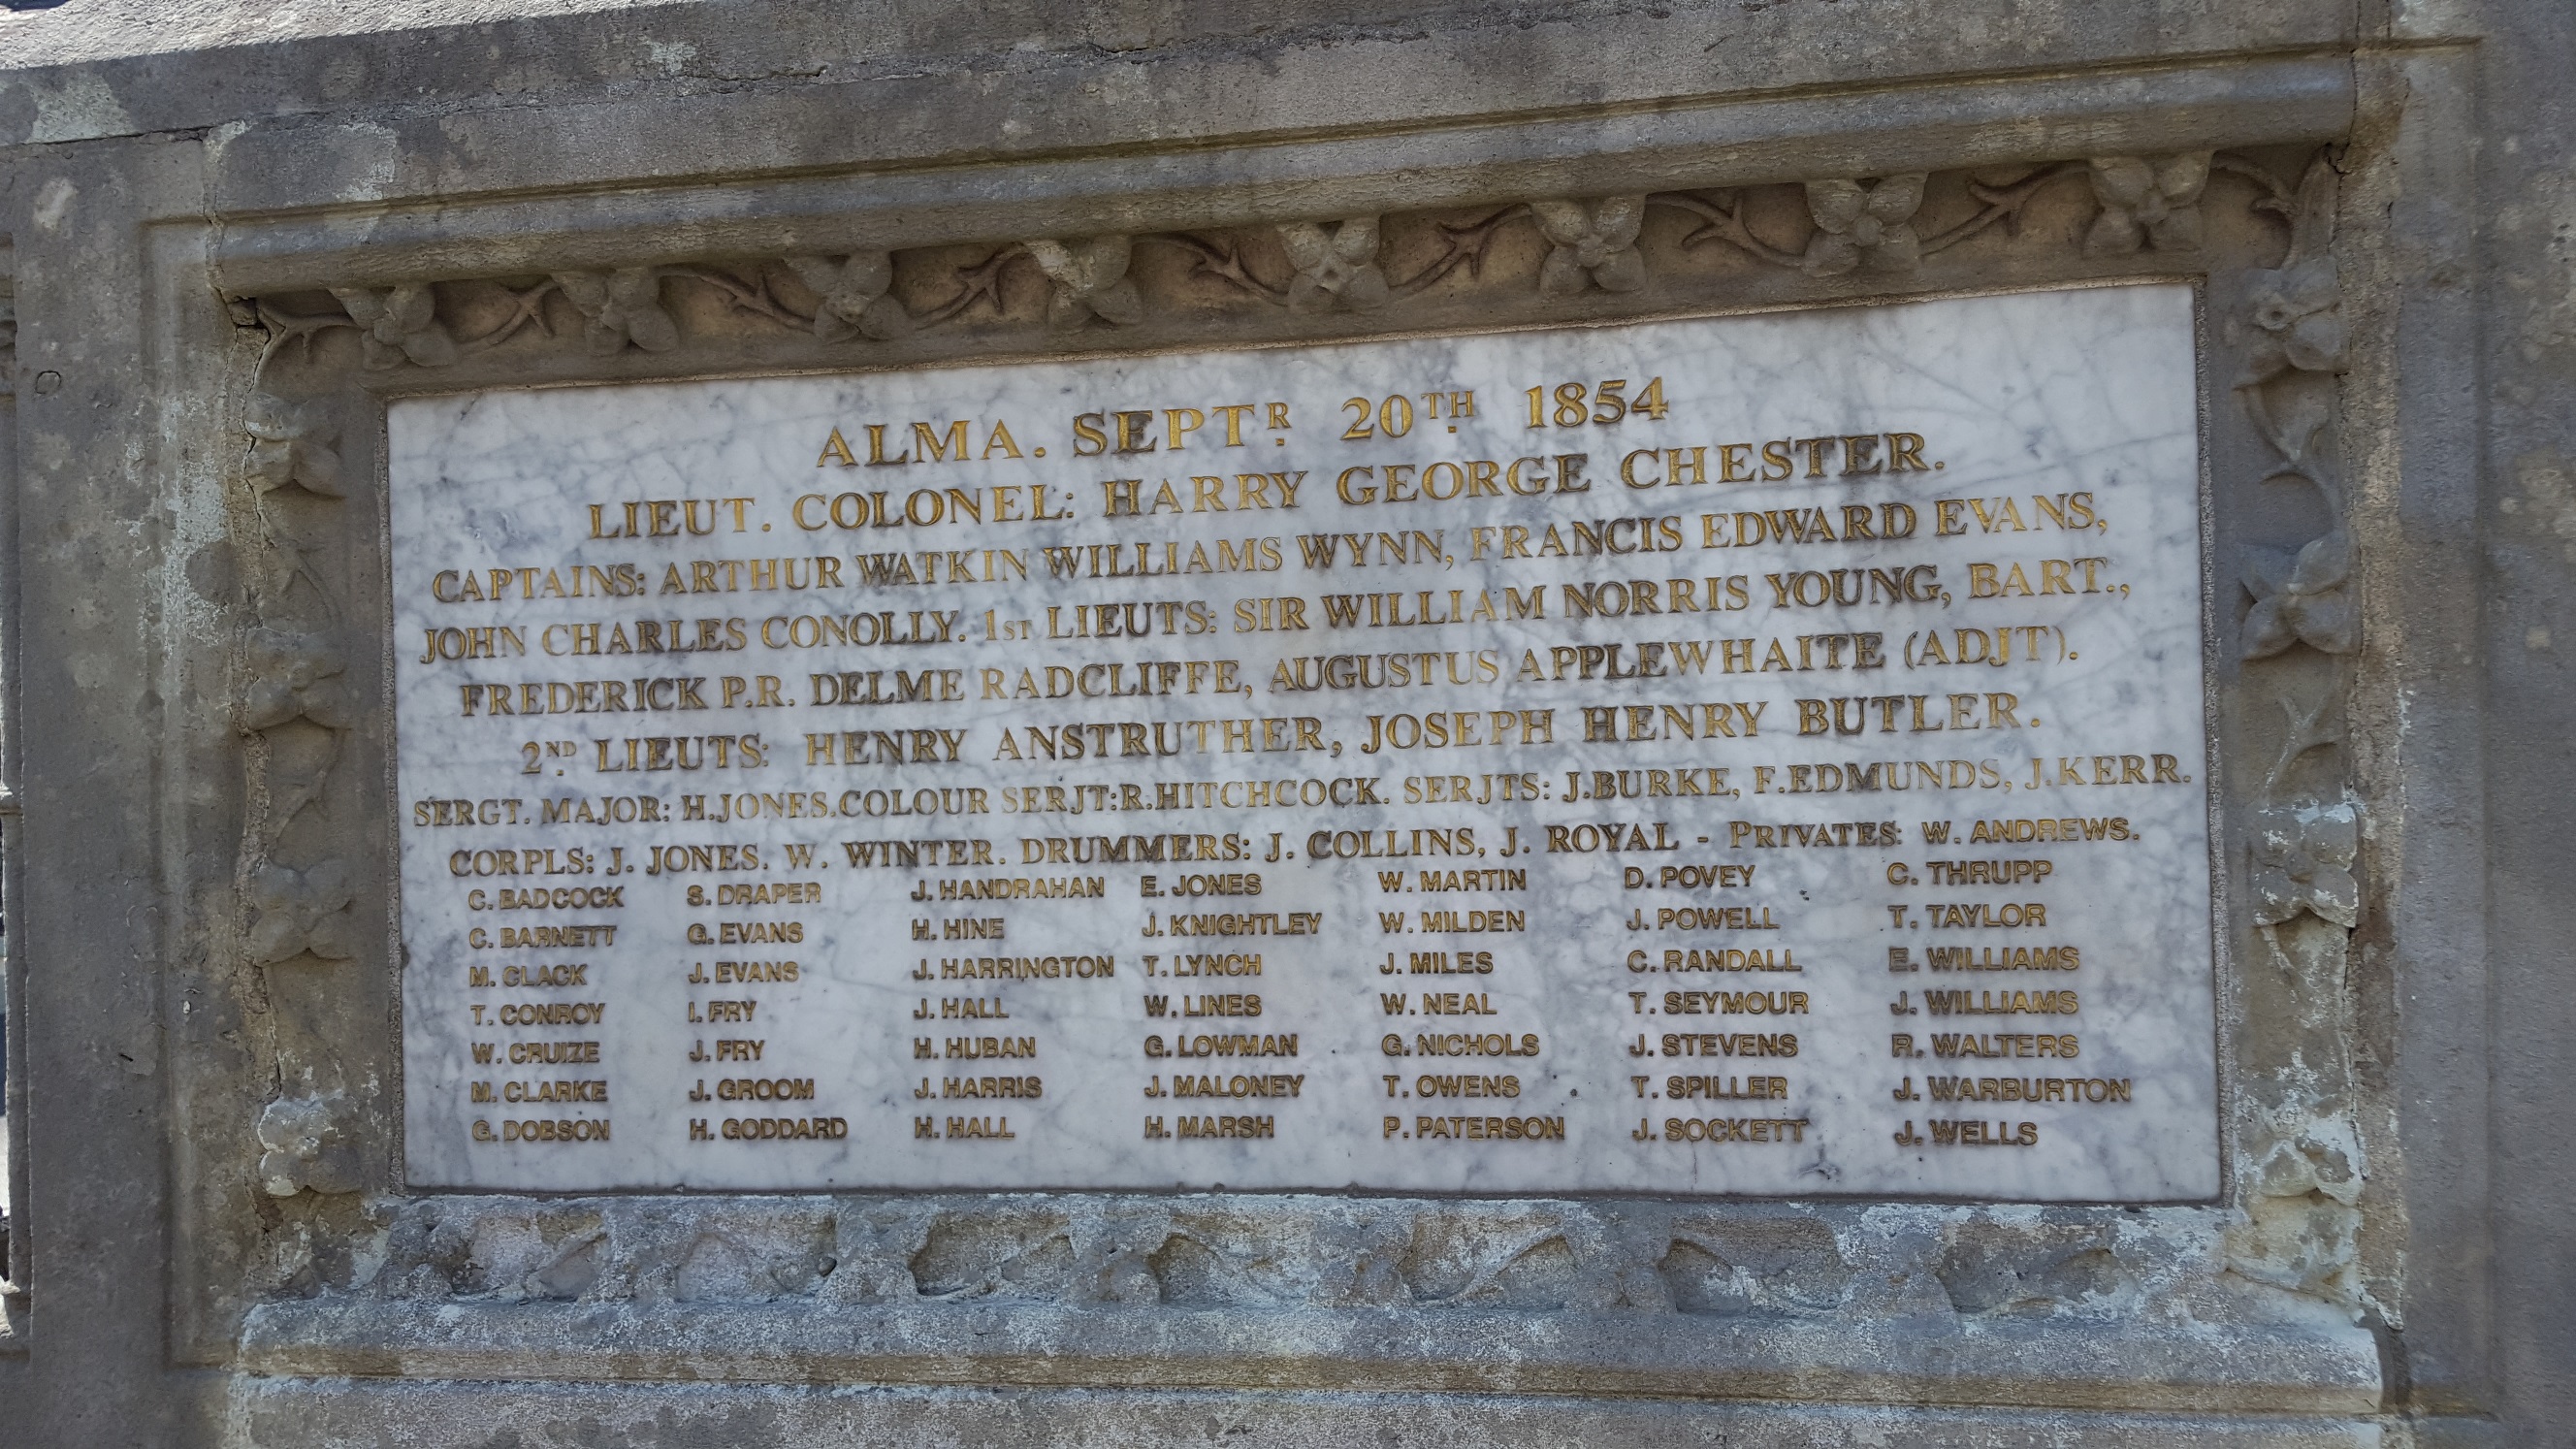 ALMA. SEPTR. 20TH. 1854
LIEUT. COLONEL: HARRY GEORGE CHESTER.
CAPTAINS: ARTHUR WATKIN WILLIAMS WYNN, FRANCIS EDWARD EVANS,
JOHN CHARLES CONOLLY. 1ST LIEUTS: SIR WILLIAM NORRIS YOUNG, BART.,
FREDERICK P.R. DELME RADCLIFFE, AUGUSTUS APPLEWHAITE (ADJT).
2ND. LIEUTS: HENRY ANSTRUTHER, JOSEPH HENRY BUTLER.
SERGT. MAJOR: H.JONES.COLOUR SERJT:R.HITCHCOCK. SERJTS: J.BURKE, F.EDMUNDS, J.KERR.
CORPLS: J. JONES. W. WINTER. DRUMMERS: J. COLLINS, J. ROYAL - PRIVATES: W. ANDREWS.
C. BADCOCK S. DRAPER J. HANDRAHAN E. JONES W. MARTIN D. POVEY C. THRUPP
C. BARNETT G. EVANS H. HINE J. KNIGHTLEY W. MILDEN J. POWELL T. TAYLOR
M. CLACK J. EVANS J. HARRINGTON T. LYNCH J. MILES C. RANDALL E. WILLIAMS
T. CONROY I. FRY J. HALL W. LINES W. NEAL T. SEYMOUR J. WILLIAMS
W. CRUIZE J. FRY H. HUBAN G. LOWMAN G. NICHOLS J. STEVENS R. WALTERS
M. CLARKE J. GROOM J. HARRIS J. MALONEY T. OWENS T. SPILLER J. WARBURTON
G. DOBSON H. GODDARD H. HALL H. MARSH P. PATERSON J. SOCKETT J. WELLS